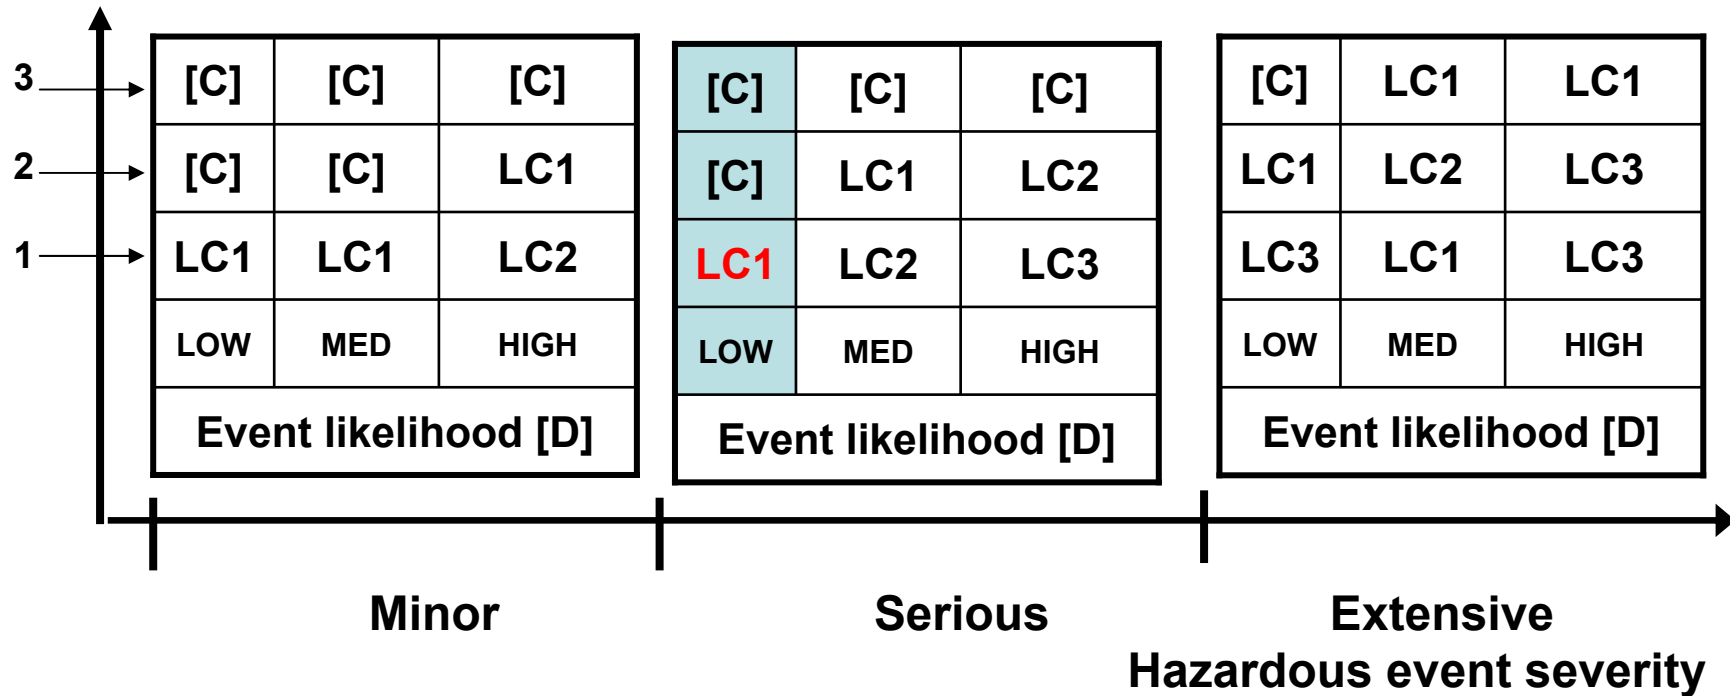 3 [C] [C] [C] [C] [C] [C] [C] LC1 LC1
2 [C] [C] LC1 [C] LC1 LC2 LC1 LC2 LC3
1 LC1 LC1 LC2 LC1 LC2 LC3 LC3 LC1 LC3
LOW MED HIGH LOW MED HIGH LOW MED HIGH
Event likelihood [D] Event likelihood [D] Event likelihood [D]
Minor Serious Extensive
Hazardous event severity